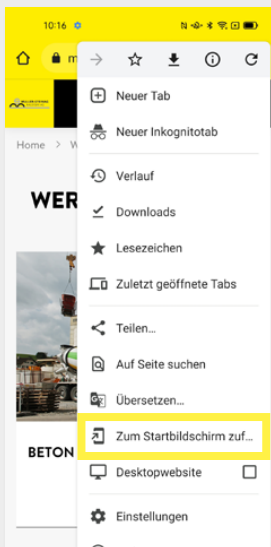 10:16
m
Neuer Tab
Neuer Inkognitotab
Home > W
Verlauf
WER
Downloads
Lesezeichen
Zuletzt geöffnete Tabs
Teilen...
Auf Seite suchen
Übersetzen...
Zum Startbildschirm zuf...
BETON
Desktopwebsite
Einstellungen